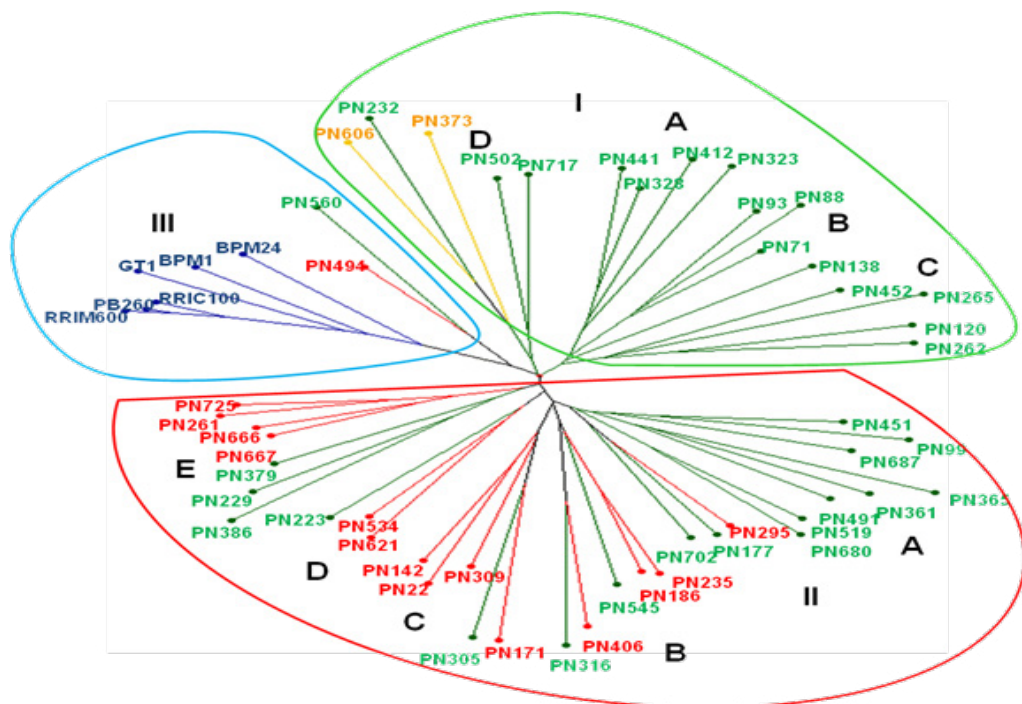 I
PN232
PN373
PN606
D
A
PN502
PN717
PN441
PN412
PN323
PN328
PN93
PN88
PN560
B
III
PN71
BPM24
GT1
BPM1
PN494
PN138
C
PN452
PN265
PB260
RRIC100
RRIM600
PN120
PN262
PN725
PN261
PN666
PN667
E
PN379
PN229
PN386
PN223
PN534
PN621
D
PN142
PN22
PN309
C
PN305
PN171
PN316
PN406
B
PN545
PN186
PN235
II
PN702
PN177
PN295
PN680
PN519
PN491
A
PN361
PN365
PN687
PN99
PN451